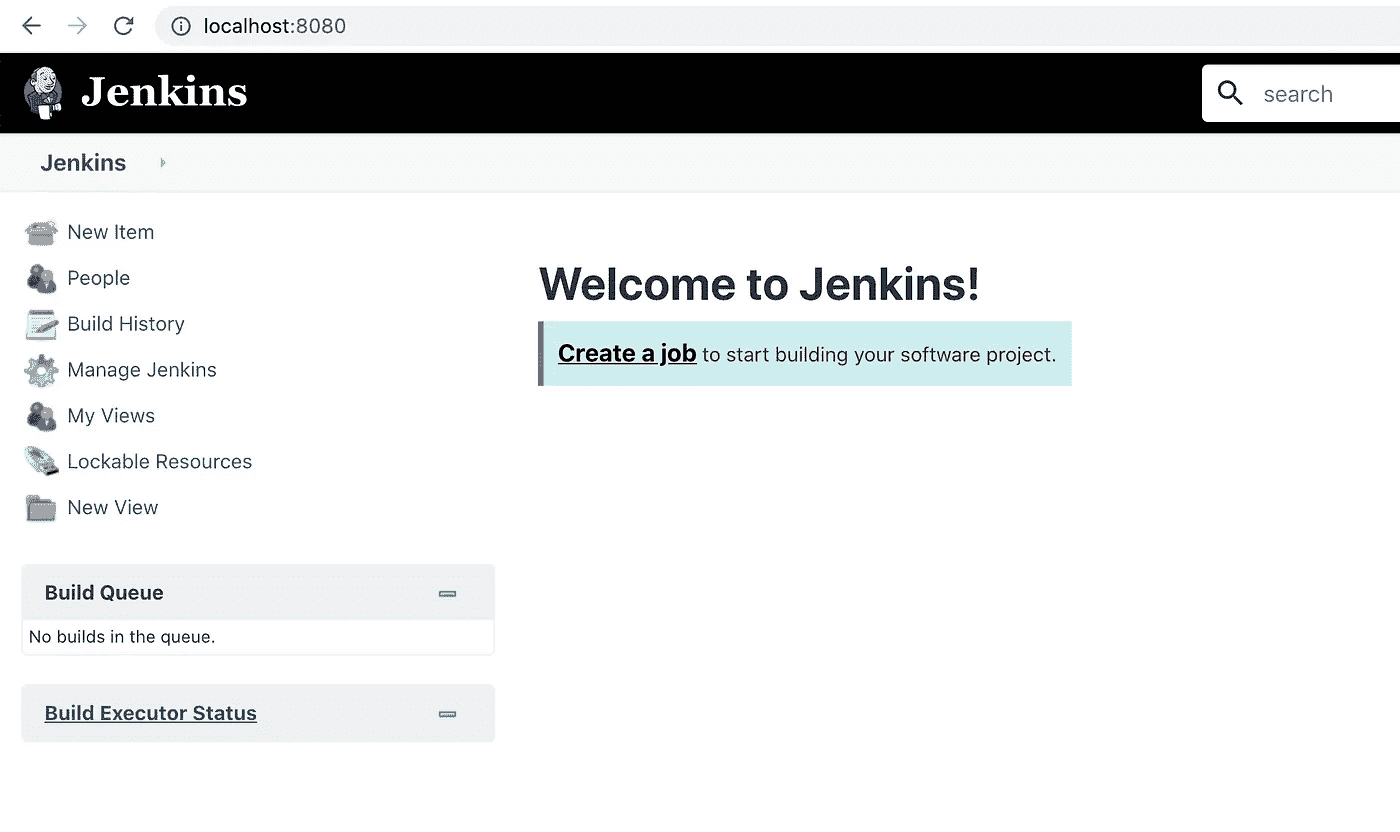 localhost:8080
Jenkins
search
Jenkins
New Item
People
Build History
Manage Jenkins
My Views
Lockable Resources
New View
Welcome to Jenkins!
Create a job to start building your software project.
Build Queue
No builds in the queue.
Build Executor Status